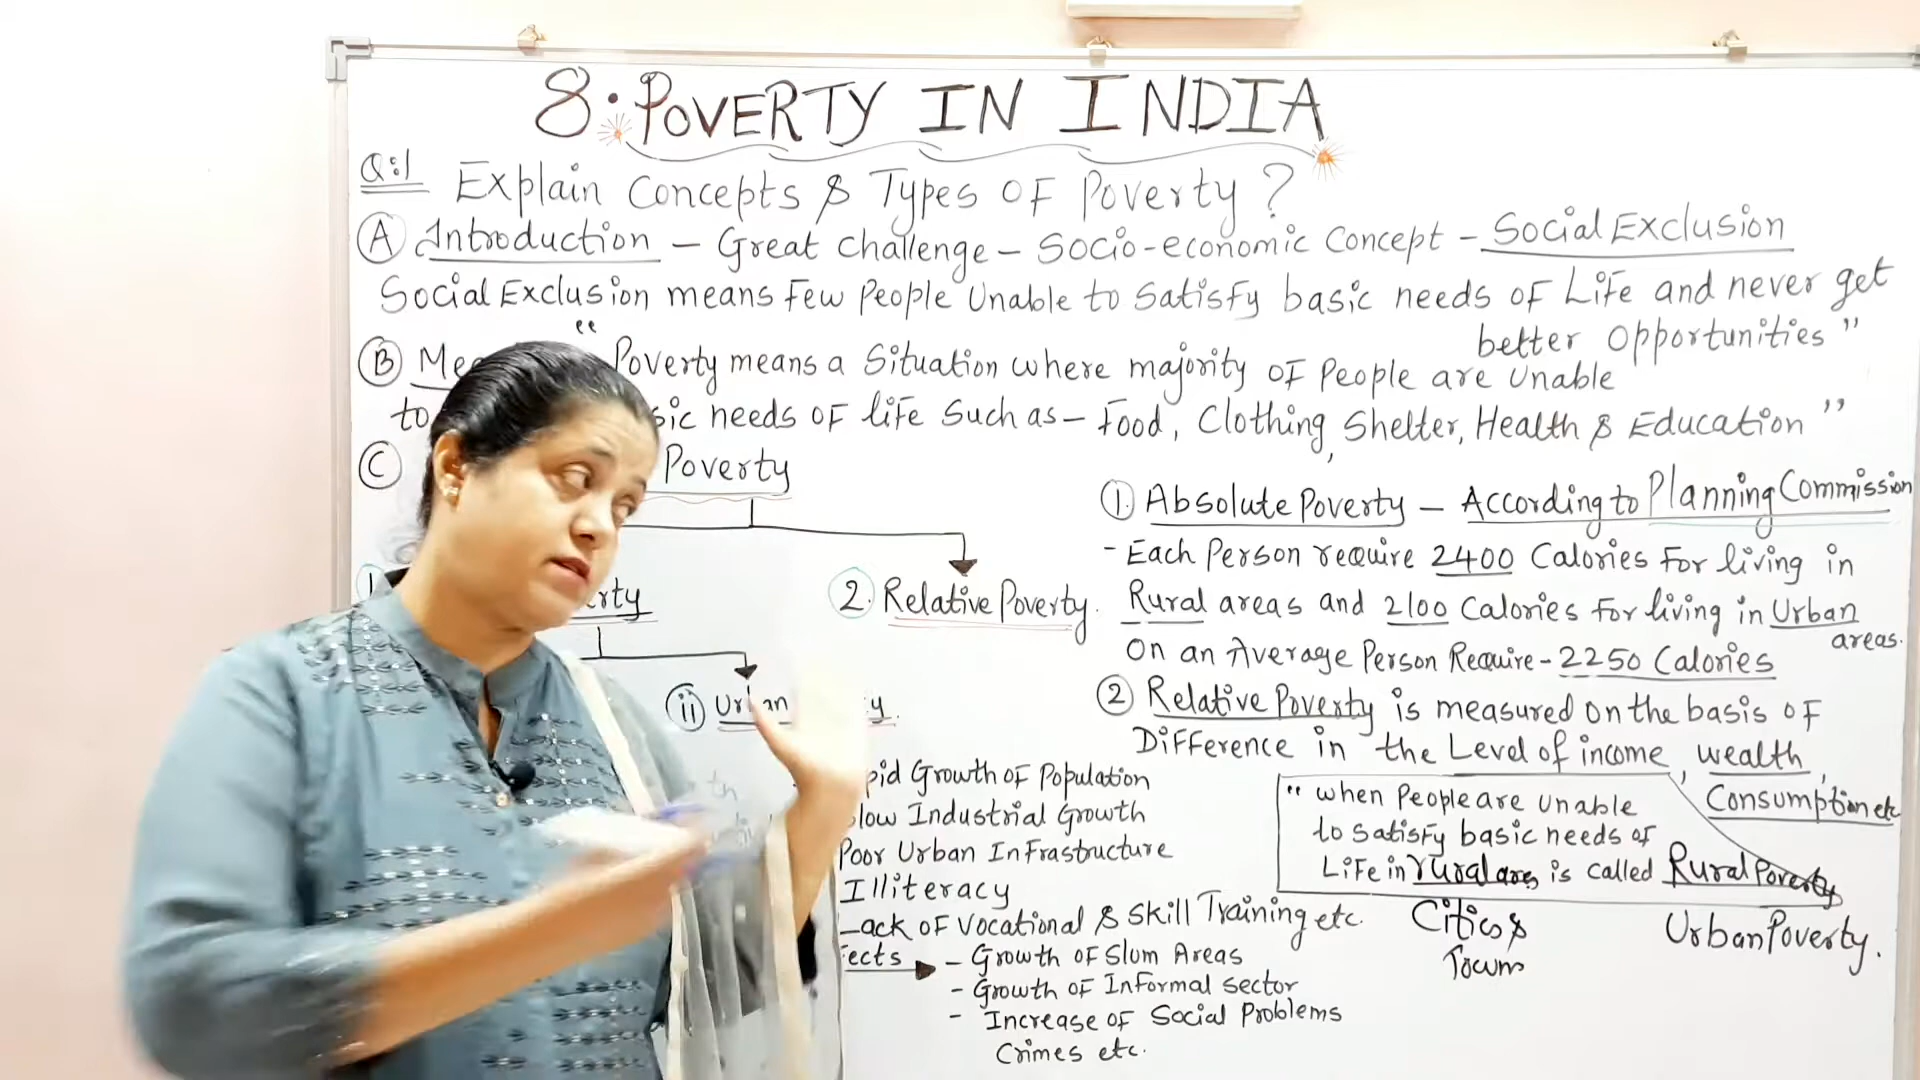 8. POVERTY IN INDIA
Q:1 Explain Concepts & Types of Poverty?
A Introduction – Great challenge – Socio-economic Concept – Social Exclusion
Social Exclusion means Few People Unable to Satisfy basic needs of Life and never get
better Opportunities”
B “Poverty means a Situation where majority of People are Unable
to basic needs of life Such as – Food, Clothing, Shelter, Health & Education”
C Poverty
2. Relative Poverty.
ii Urban
Rapid Growth of Population
Slow Industrial Growth
Poor Urban Infrastructure
Illiteracy
Lack of Vocational & Skill Training etc.
– Growth of Slum Areas
– Growth of Informal Sector
– Increase of Social Problems
Crimes etc.
1. Absolute Poverty – According to Planning Commission
- Each Person require 2400 Calories for living in
Rural areas and 2100 Calories for living in Urban
areas.
On an Average Person Require – 2250 Calories
2 Relative Poverty is measured on the basis of
Difference in the Level of income, wealth,
Consumption etc
“When People are Unable
to Satisfy basic needs of
Life in rural is called Rural Poverty
Cities &
Towns
Urban Poverty.